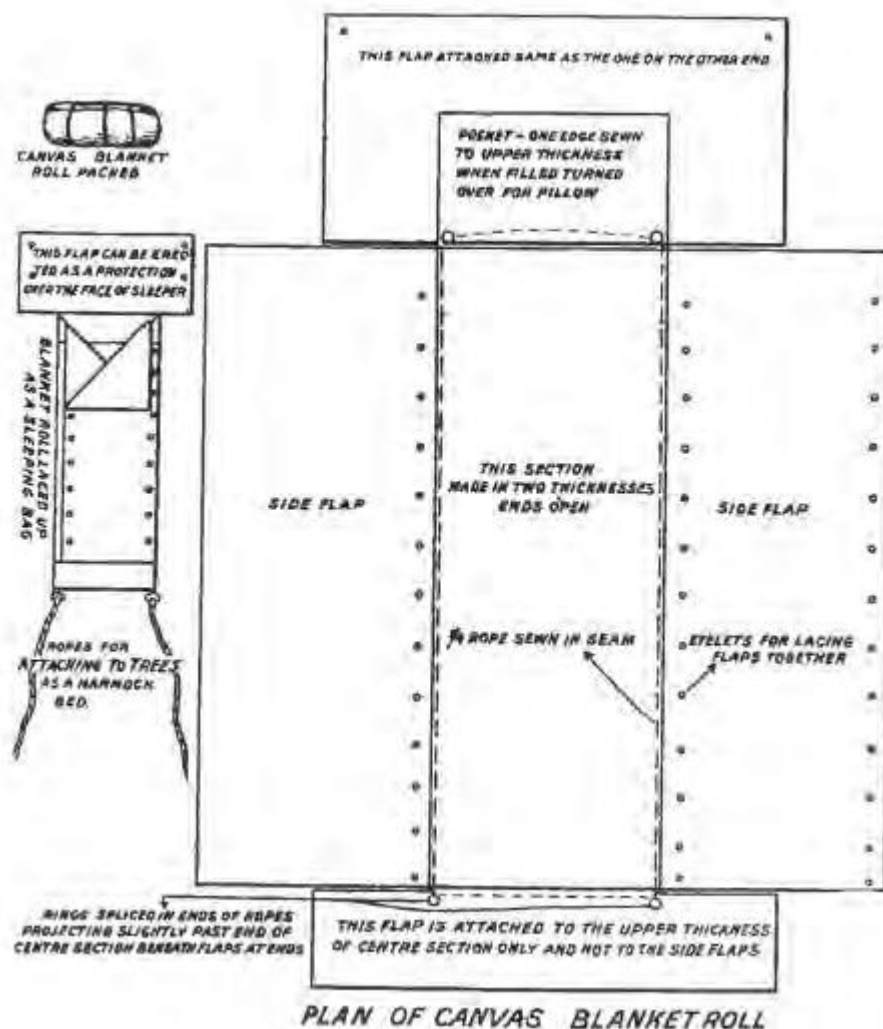 THIS FLAP ATTACHED SAME AS THE ONE ON THE OTHER END
CANVAS BLANKET
ROLL PACKED
POCKET - ONE EDGE SEWN
TO UPPER THICKNESS
WHEN FILLED TURNED
OVER FOR PILLOW
THIS FLAP CAN BE EREC
TED AS A PROTECTION
OVER THE FACE OF SLEEPER
BLANKET ROLL LACED UP
AS A SLEEPING BAG
SIDE FLAP
THIS SECTION
MADE IN TWO THICKNESSES
ENDS OPEN
SIDE FLAP
ROPE SEWN IN SEAM
EYELETS FOR LACING
FLAPS TOGETHER
ROPES FOR
ATTACHING TO TREES
AS A HAMMOCK
BED.
RINGS SPLICED IN ENDS OF ROPES
PROJECTING SLIGHTLY PAST END OF
CENTRE SECTION BENEATH FLAPS AT ENDS
THIS FLAP IS ATTACHED TO THE UPPER THICKNESS
OF CENTRE SECTION ONLY AND NOT TO THE SIDE FLAPS
PLAN OF CANVAS BLANKET ROLL